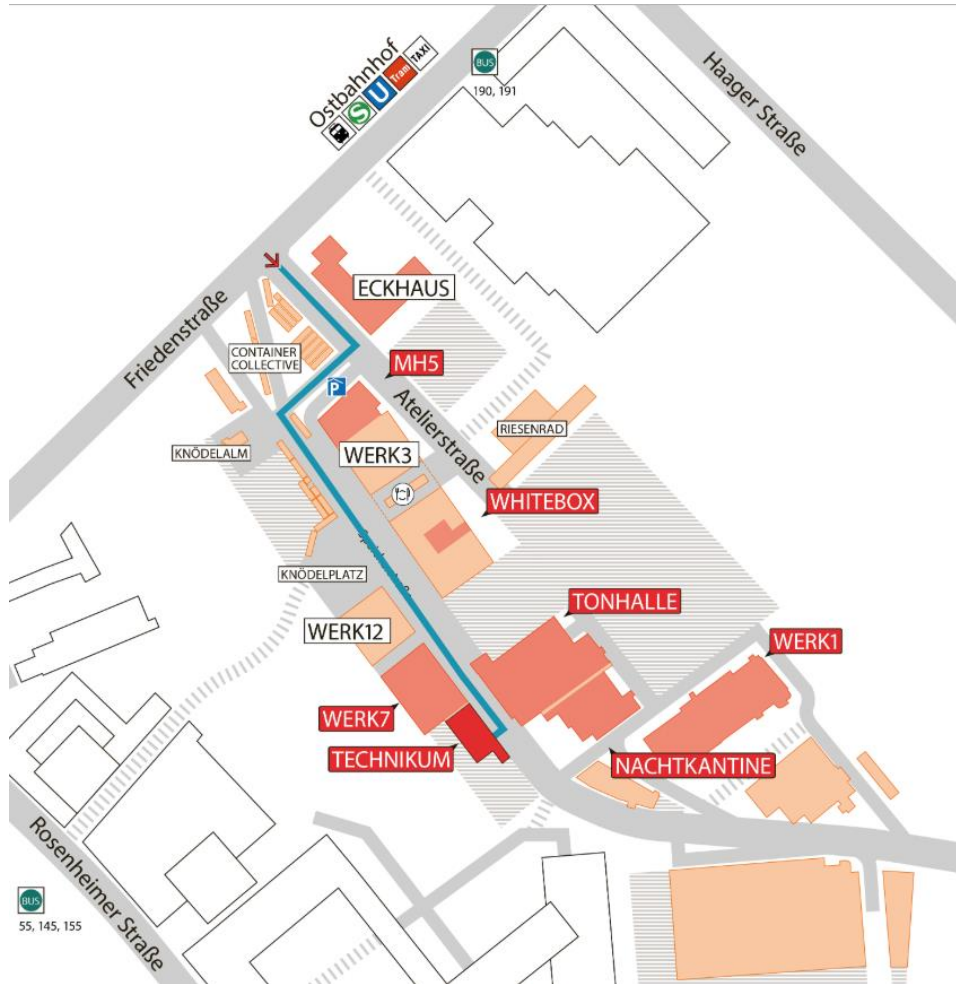 Ostbahnhof
S
U
Tram
TAXI
BUS
190, 191
Haager Straße
Friedenstraße
ECKHAUS
CONTAINER
COLLECTIVE
MH5
P
Atelierstraße
KNÖDELALM
WERK3
RIESENRAD
WHITEBOX
KNÖDELPLATZ
WERK12
TONHALLE
WERK1
WERK7
TECHNIKUM
NACHTKANTINE
Rosenheimer Straße
BUS
55, 145, 155